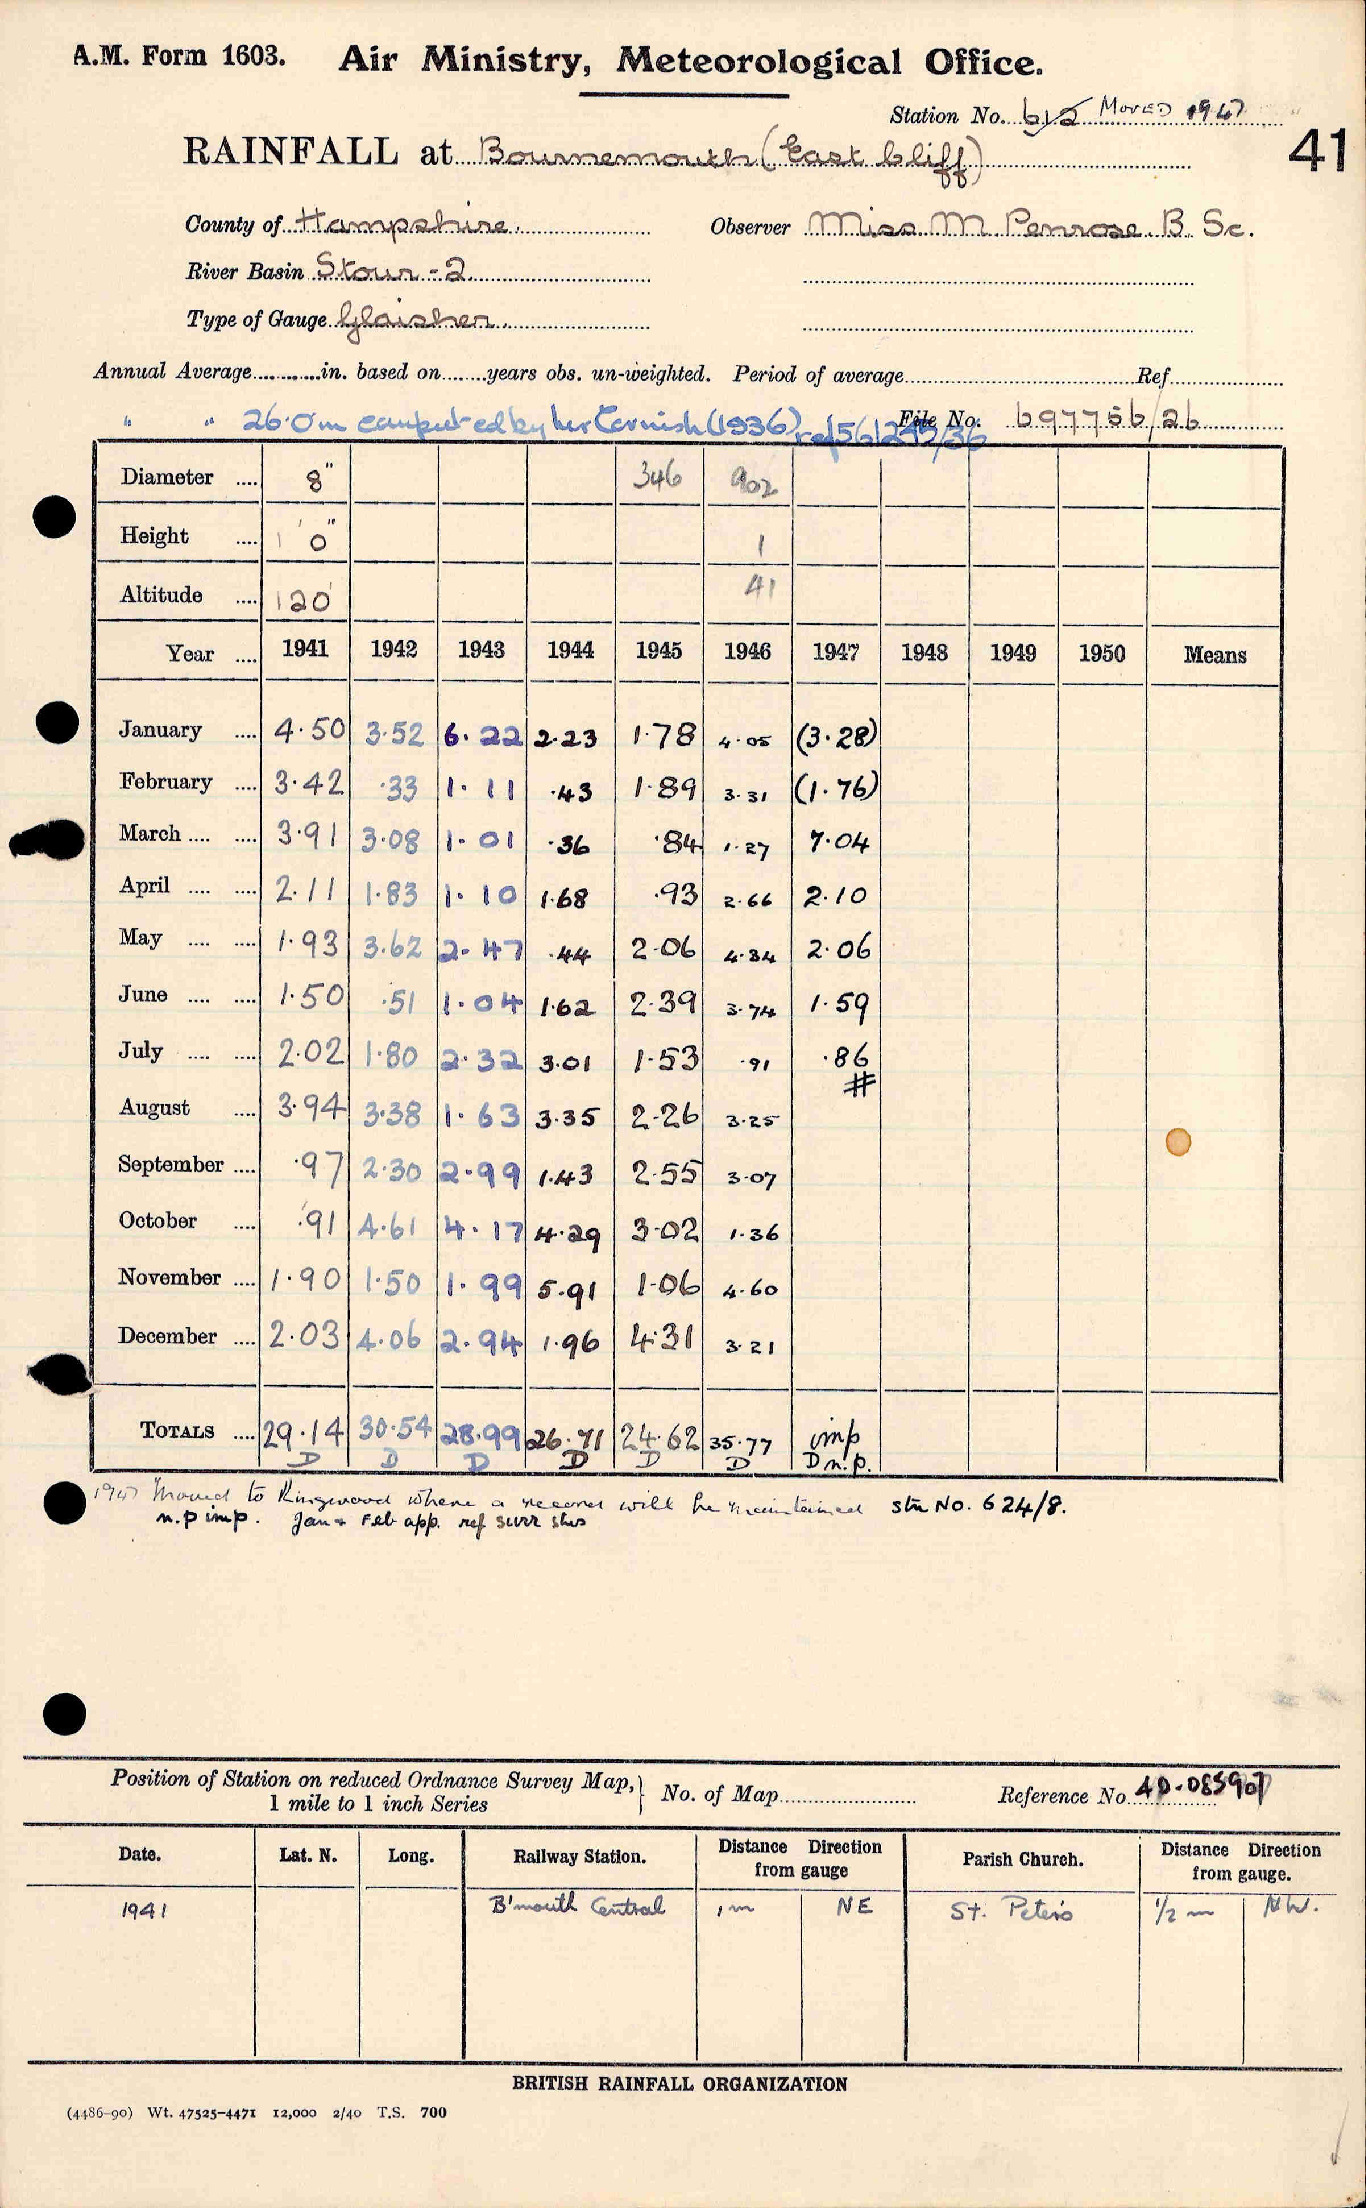 A.M. Form 1603. Air Ministry, Meteorological Office.
Station No. 612 MOVED 1947
41
RAINFALL at Bournemouth (East Cliff)
County of Hampshire. Observer Miss M Penrose. B. Sc.
River Basin Stour -2
Type of Gauge Glaisher.
Annual Average...........in. based on........years obs. un-weighted. Period of average.......... Ref..........
" " 26.0 in computed by (1936) ref 561295/36 File No. 697756/26
Diameter .... 8" 346 902
Height .... 1' 0" 1
Altitude .... 120' 41
Year .... 1941 1942 1943 1944 1945 1946 1947 1948 1949 1950 Means
January .... 4.50 3.52 6.22 2.23 1.78 4.05 (3.28)
February .... 3.42 .33 1.11 .43 1.89 3.31 (1.76)
March .... .... 3.91 3.08 1.01 .36 .84 1.27 7.04
April .... .... 2.11 1.83 1.10 1.68 .93 2.66 2.10
May .... .... 1.93 3.62 2.47 .44 2.06 4.34 2.06
June .... .... 1.50 .51 1.04 1.62 2.39 3.74 1.59
July .... .... 2.02 1.80 2.32 3.01 1.53 .91 .86
#
August .... 3.94 3.38 1.63 3.35 2.26 3.25
September .... .97 2.30 2.99 1.43 2.55 3.07
October .... .91 4.61 4.17 4.29 3.02 1.36
November .... 1.90 1.50 1.99 5.91 1.06 4.60
December .... 2.03 4.06 2.94 1.96 4.31 3.21
TOTALS .... 29.14 30.54 28.99 26.71 24.62 35.77 imp
D D D D D D D n.p.
1947 Moved to Ringwood where a record will be maintained stn No. 624/8.
n.p imp. Jan + Feb app. ref surr stns
Position of Station on reduced Ordnance Survey Map, } No. of Map.......... Reference No. 40.085907
1 mile to 1 inch Series
Date. Lat. N. Long. Railway Station. Distance Direction from gauge Parish Church. Distance Direction from gauge.
1941 B'mouth Central 1 m NE St. Peter's 1/2 m NW.
BRITISH RAINFALL ORGANIZATION
(4486-90) Wt. 47525-4471 12,000 2/40 T.S. 700